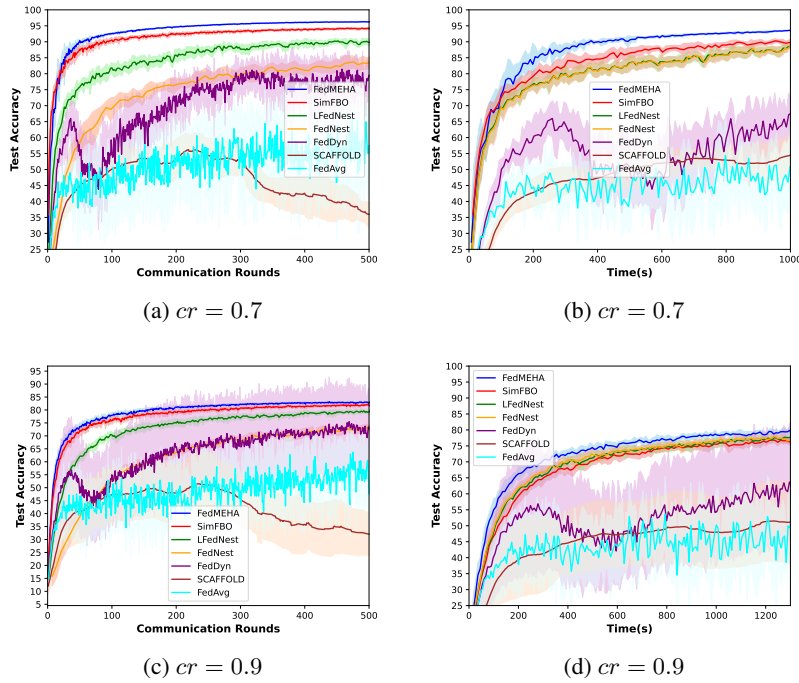 100
95
90
85
80
75
70
65
60
55
50
45
40
35
30
25
Test Accuracy
FedMEHA
SimFBO
LFedNest
FedNest
FedDyn
SCAFFOLD
FedAvg
0 100 200 300 400 500
Communication Rounds
(a) cr = 0.7
100
95
90
85
80
75
70
65
60
55
50
45
40
35
30
25
Test Accuracy
FedMEHA
SimFBO
LFedNest
FedNest
FedDyn
SCAFFOLD
FedAvg
0 200 400 600 800 1000
Time(s)
(b) cr = 0.7
95
90
85
80
75
70
65
60
55
50
45
40
35
30
25
20
15
10
5
Test Accuracy
FedMEHA
SimFBO
LFedNest
FedNest
FedDyn
SCAFFOLD
FedAvg
0 100 200 300 400 500
Communication Rounds
(c) cr = 0.9
100
95
90
85
80
75
70
65
60
55
50
45
40
35
30
25
Test Accuracy
FedMEHA
SimFBO
LFedNest
FedNest
FedDyn
SCAFFOLD
FedAvg
0 200 400 600 800 1000 1200
Time(s)
(d) cr = 0.9